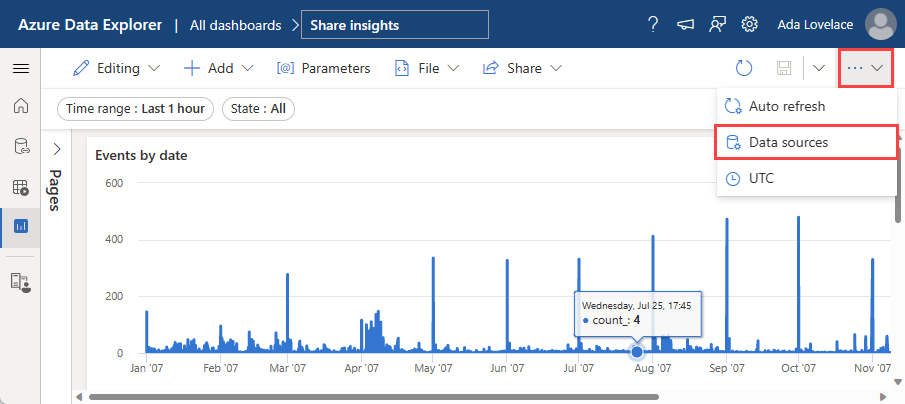 Azure Data Explorer All dashboards Share insights ? Ada Lovelace
Editing Add [@] Parameters File Share ...
Time range : Last 1 hour State : All
Auto refresh
Data sources
UTC
Pages
Events by date
600
400
200
0
Wednesday, Jul 25, 17:45
count_: 4
Jan '07 Feb '07 Mar '07 Apr '07 May '07 Jun '07 Jul '07 Aug '07 Sep '07 Oct '07 Nov '07